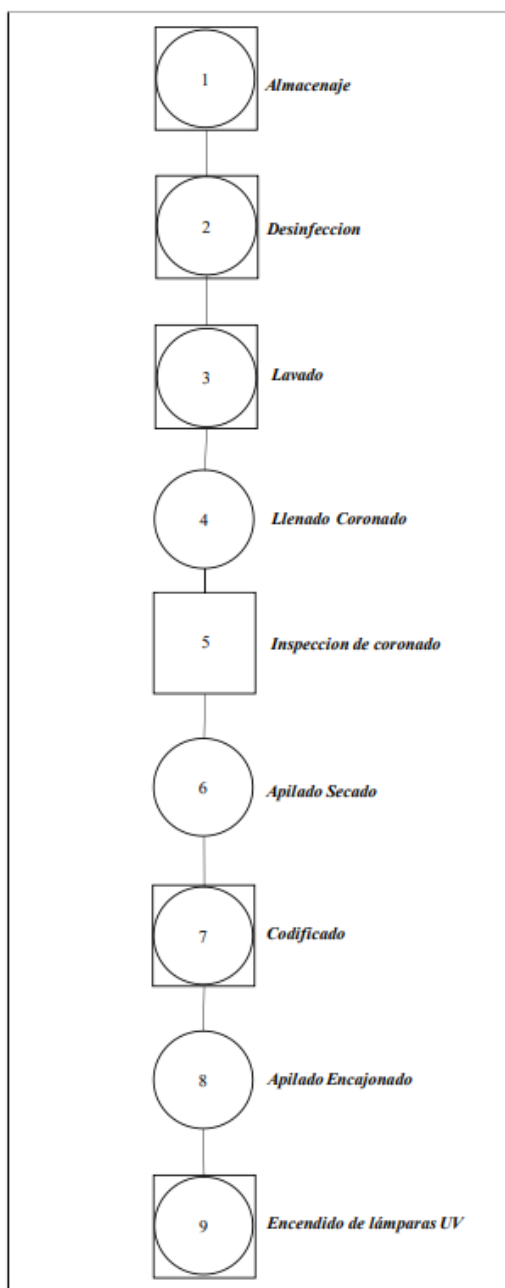 1
Almacenaje
2
Desinfeccion
3
Lavado
4
Llenado Coronado
5
Inspeccion de coronado
6
Apilado Secado
7
Codificado
8
Apilado Encajonado
9
Encendido de lámparas UV